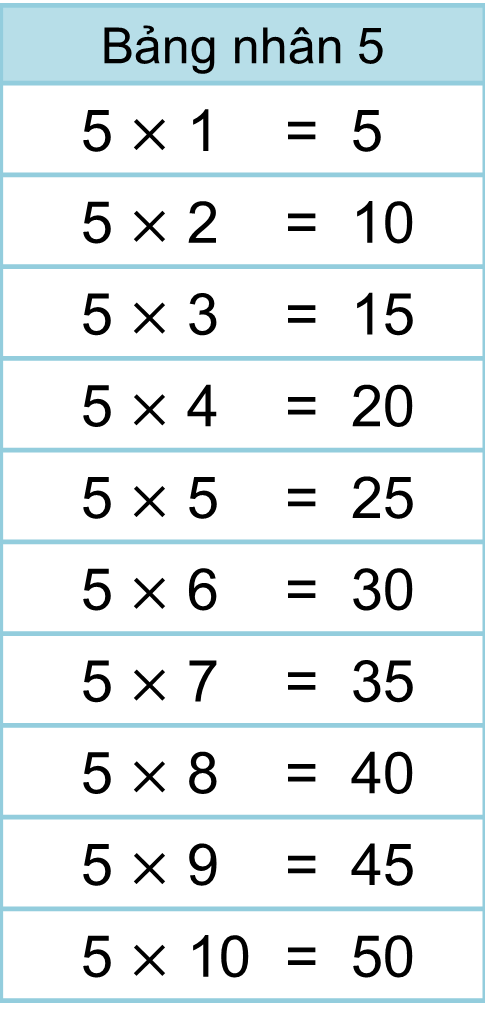 Bảng nhân 5
5 × 1 = 5
5 × 2 = 10
5 × 3 = 15
5 × 4 = 20
5 × 5 = 25
5 × 6 = 30
5 × 7 = 35
5 × 8 = 40
5 × 9 = 45
5 × 10 = 50